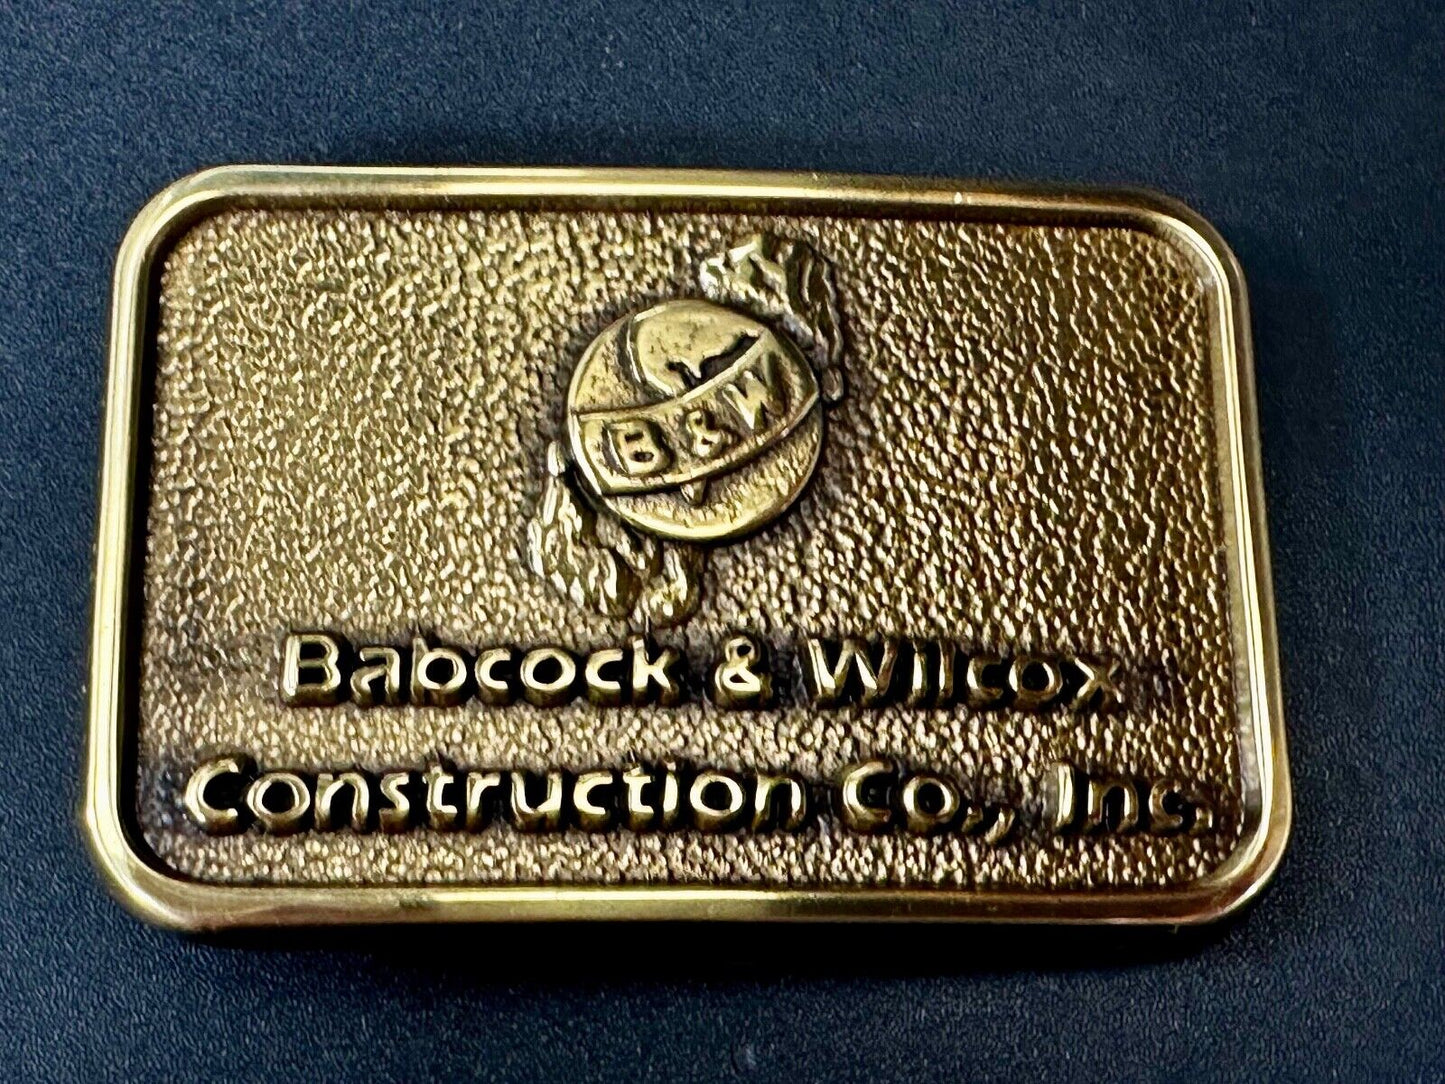 B & W
Babcock & Wilcox
Construction Co., Inc.